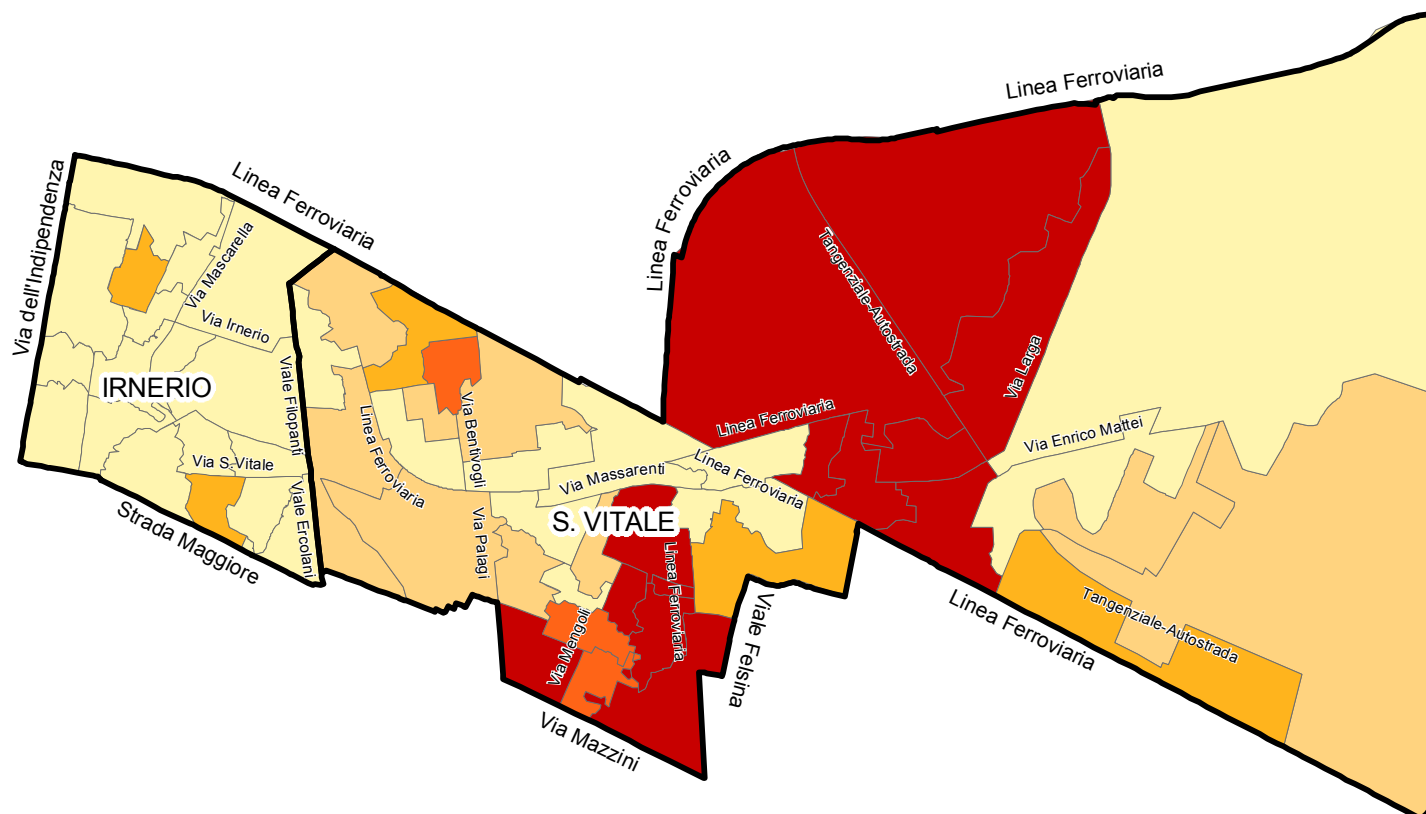 Linea Ferroviaria
Linea Ferroviaria
Linea Ferroviaria
Via dell'Indipendenza
Via Mascarella
Via Irnerio
Tangenziale-Autostrada
Via Larga
IRNERIO
Viale Filopanti
Linea Ferroviaria
Via Bentivogli
Linea Ferroviaria
Via Enrico Mattei
Via S.Vitale
Via Massarenti
Linea Ferroviaria
Strada Maggiore
Viale Ercolani
Via Palagi
S. VITALE
Linea Ferroviaria
Via Mengoli
Viale Felsina
Linea Ferroviaria
Tangenziale-Autostrada
Via Mazzini